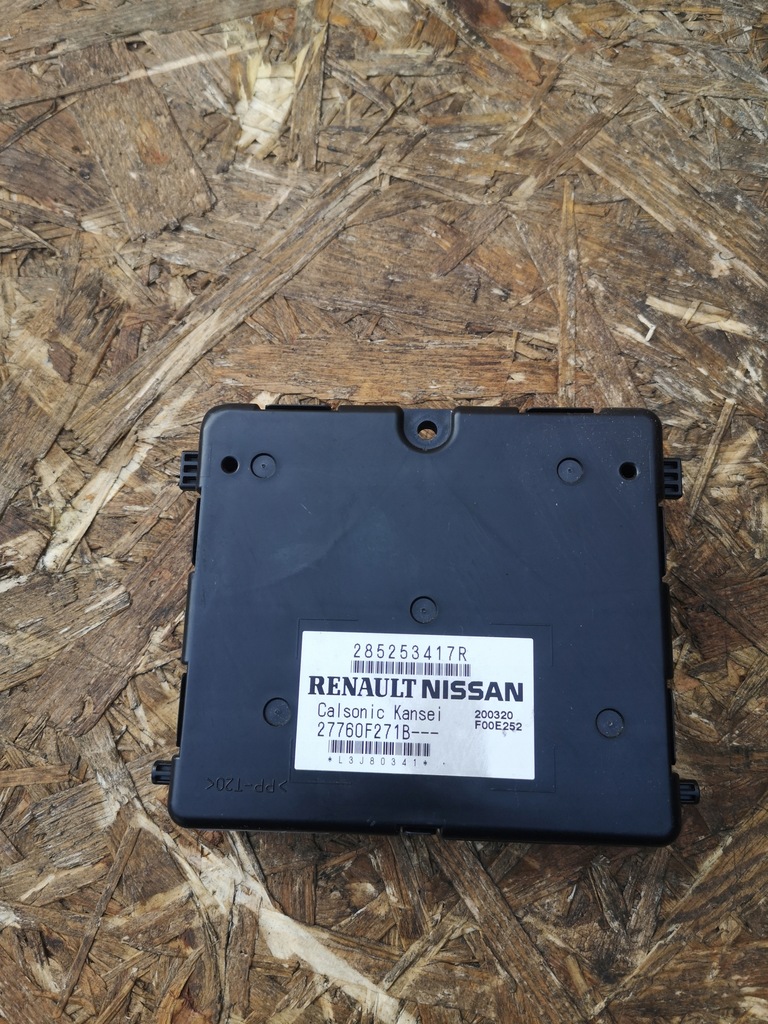 285253417R
RENAULT NISSAN
Calsonic Kansei 200320
27760F271B--- F00E252
*L3J80341*
>PP-T20<